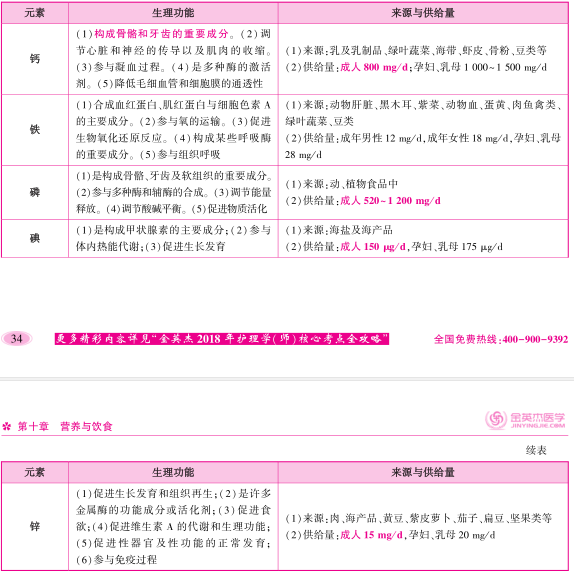 元素 生理功能 来源与供给量
钙
(1)构成骨骼和牙齿的重要成分。(2)调
节心脏和神经的传导以及肌肉的收缩。
(3)参与凝血过程。(4)是多种酶的激活
剂。(5)降低毛细血管和细胞膜的通透性
(1)来源:乳及乳制品、绿叶蔬菜、海带、虾皮、骨粉、豆类等
(2)供给量:成人 800 mg/d;孕妇、乳母 1 000~1 500 mg/d
铁
(1)合成血红蛋白、肌红蛋白与细胞色素 A
的主要成分。(2)参与氧的运输。(3)促进
生物氧化还原反应。(4)构成某些呼吸酶
的重要成分。(5)参与组织呼吸
(1)来源:动物肝脏、黑木耳、紫菜、动物血、蛋黄、肉鱼禽类、
绿叶蔬菜、豆类
(2)供给量:成年男性 12 mg/d,成年女性 18 mg/d,孕妇、乳母
28 mg/d
磷
(1)是构成骨骼、牙齿及软组织的重要成分。
(2)参与多种酶和辅酶的合成。(3)调节能量
释放。(4)调节酸碱平衡。(5)促进物质活化
(1)来源:动、植物食品中
(2)供给量:成人 520~1 200 mg/d
碘
(1)是构成甲状腺素的主要成分;(2)参与
体内热能代谢;(3)促进生长发育
(1)来源:海盐及海产品
(2)供给量:成人 150 μg/d,孕妇、乳母 175 μg/d
34 更多精彩内容详见“金英杰 2018 年护理学(师)核心考点全攻略” 全国免费热线:400-900-9392
第十章 营养与饮食
金英杰医学
JINYINGJIE.COM
续表
元素 生理功能 来源与供给量
锌
(1)促进生长发育和组织再生;(2)是许多
金属酶的功能成分或活化剂;(3)促进食
欲;(4)促进维生素 A 的代谢和生理功能;
(5)促进性器官及性功能的正常发育;
(6)参与免疫过程
(1)来源:肉、海产品、黄豆、紫皮萝卜、茄子、扁豆、坚果类等
(2)供给量:成人 15 mg/d,孕妇、乳母 20 mg/d